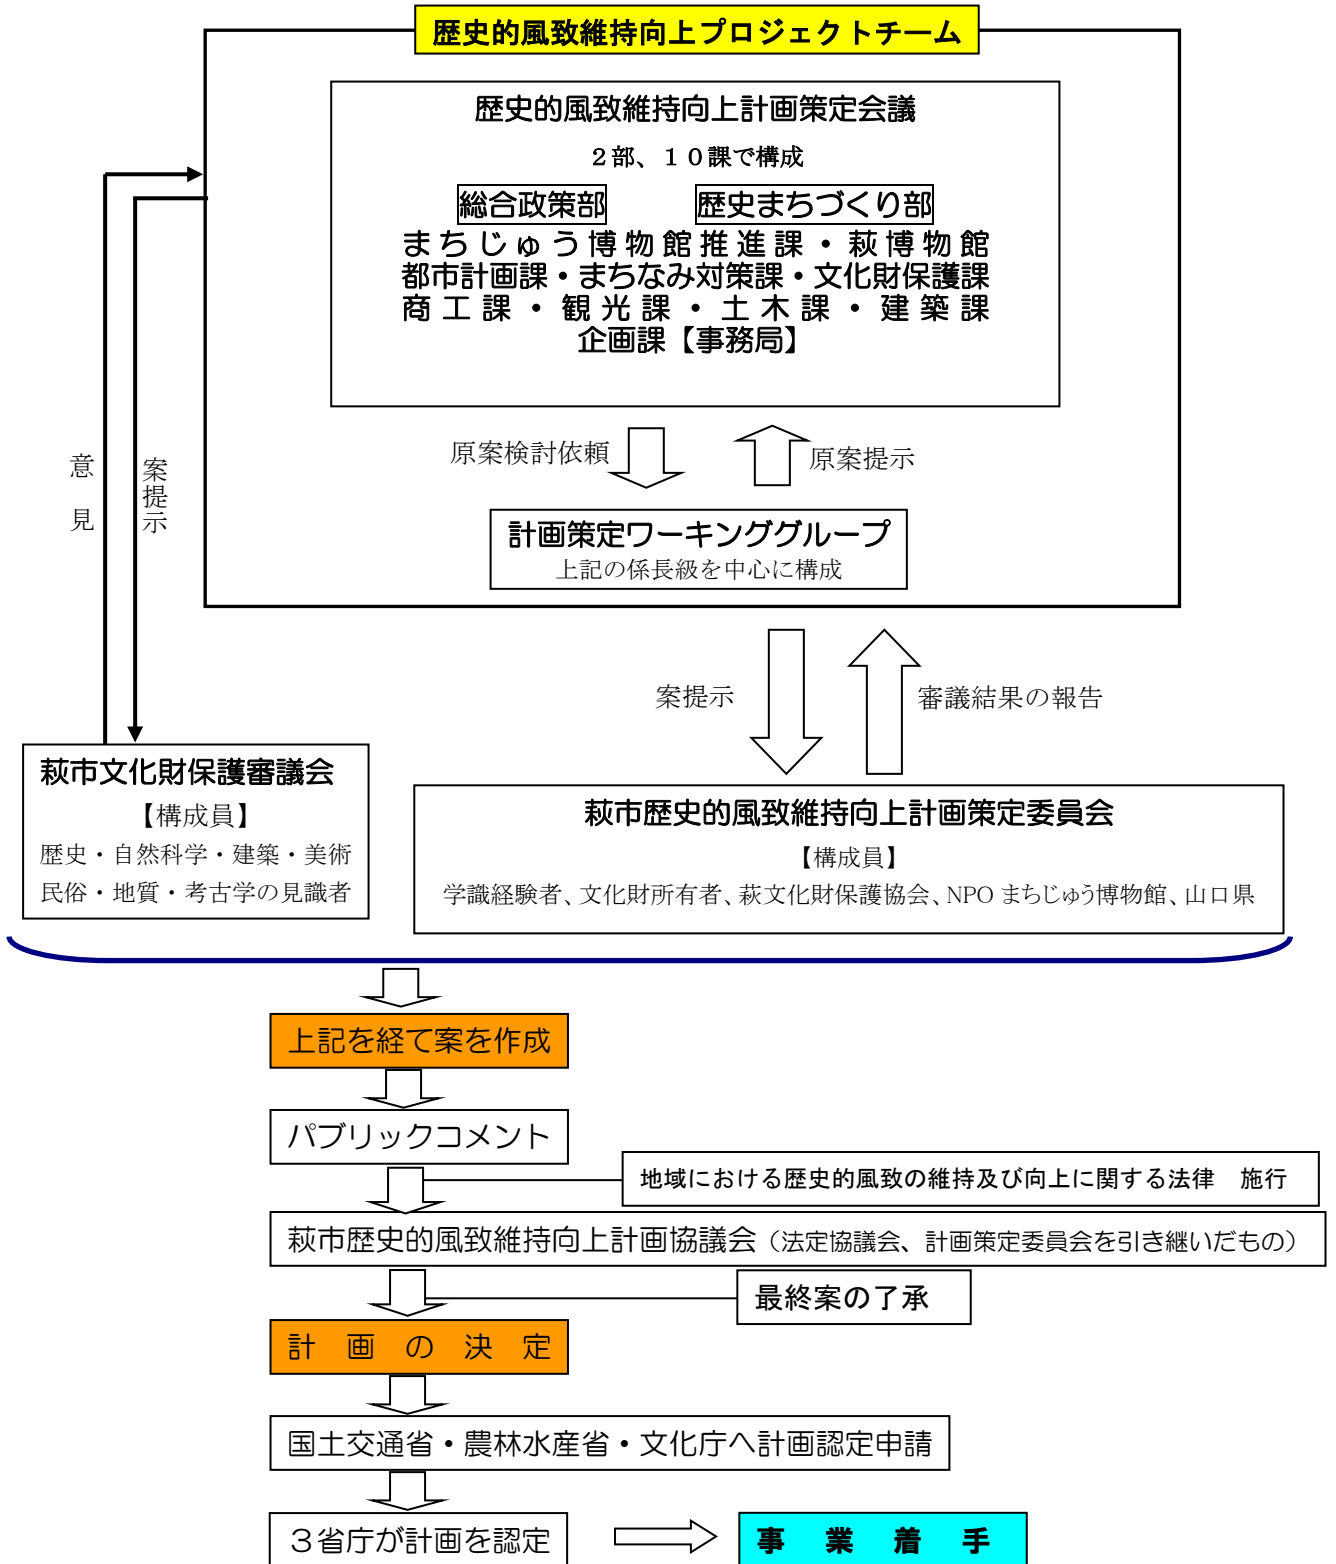 歴史的風致維持向上プロジェクトチーム
歴史的風致維持向上計画策定会議
２部、１０課で構成
総合政策部 歴史まちづくり部
まちじゅう博物館推進課・萩博物館
都市計画課・まちなみ対策課・文化財保護課
商工課・観光課・土木課・建築課
企画課【事務局】
原案検討依頼
原案提示
計画策定ワーキンググループ
上記の係長級を中心に構成
意見
案提示
案提示
審議結果の報告
萩市文化財保護審議会
【構成員】
歴史・自然科学・建築・美術
民俗・地質・考古学の見識者
萩市歴史的風致維持向上計画策定委員会
【構成員】
学識経験者、文化財所有者、萩文化財保護協会、NPO まちじゅう博物館、山口県
上記を経て案を作成
パブリックコメント
地域における歴史的風致の維持及び向上に関する法律　施行
萩市歴史的風致維持向上計画協議会（法定協議会、計画策定委員会を引き継いだもの）
最終案の了承
計画の決定
国土交通省・農林水産省・文化庁へ計画認定申請
３省庁が計画を認定
事業着手